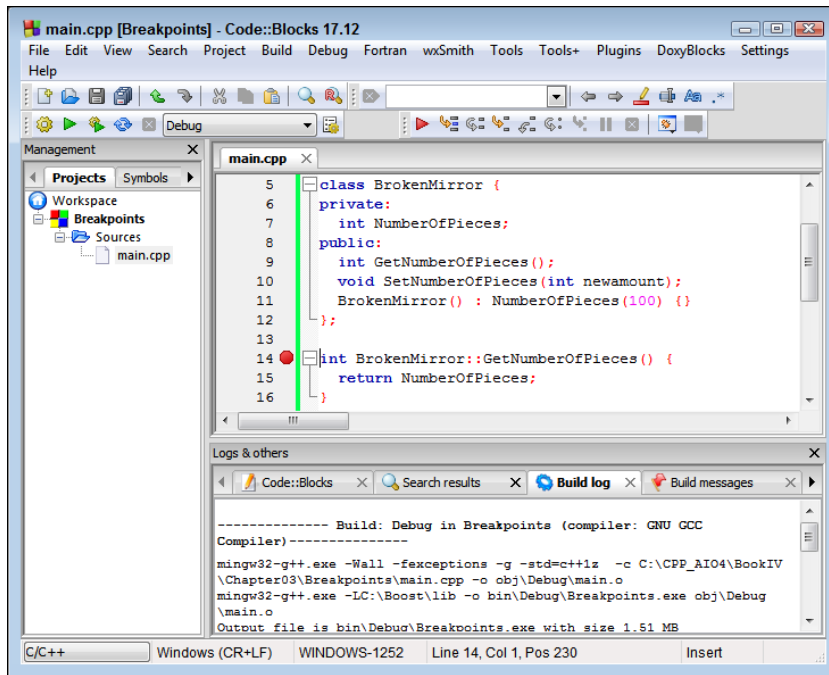 main.cpp [Breakpoints] - Code::Blocks 17.12
File Edit View Search Project Build Debug Fortran wxSmith Tools Tools+ Plugins DoxyBlocks Settings
Help
Debug
Management
Projects Symbols
Workspace
Breakpoints
Sources
main.cpp
main.cpp
5 class BrokenMirror {
6 private:
7 int NumberOfPieces;
8 public:
9 int GetNumberOfPieces();
10 void SetNumberOfPieces(int newamount);
11 BrokenMirror() : NumberOfPieces(100) {}
12 };
13
14 int BrokenMirror::GetNumberOfPieces() {
15 return NumberOfPieces;
16 }
Logs & others
Code::Blocks Search results Build log Build messages
-------------- Build: Debug in Breakpoints (compiler: GNU GCC
Compiler)---------------
mingw32-g++.exe -Wall -fexceptions -g -std=c++1z -c C:\CPP_AIO4\BookIV
\Chapter03\Breakpoints\main.cpp -o obj\Debug\main.o
mingw32-g++.exe -LC:\Boost\lib -o bin\Debug\Breakpoints.exe obj\Debug
\main.o
Output file is bin\Debug\Breakpoints.exe with size 1.51 MB
C/C++ Windows (CR+LF) WINDOWS-1252 Line 14, Col 1, Pos 230 Insert